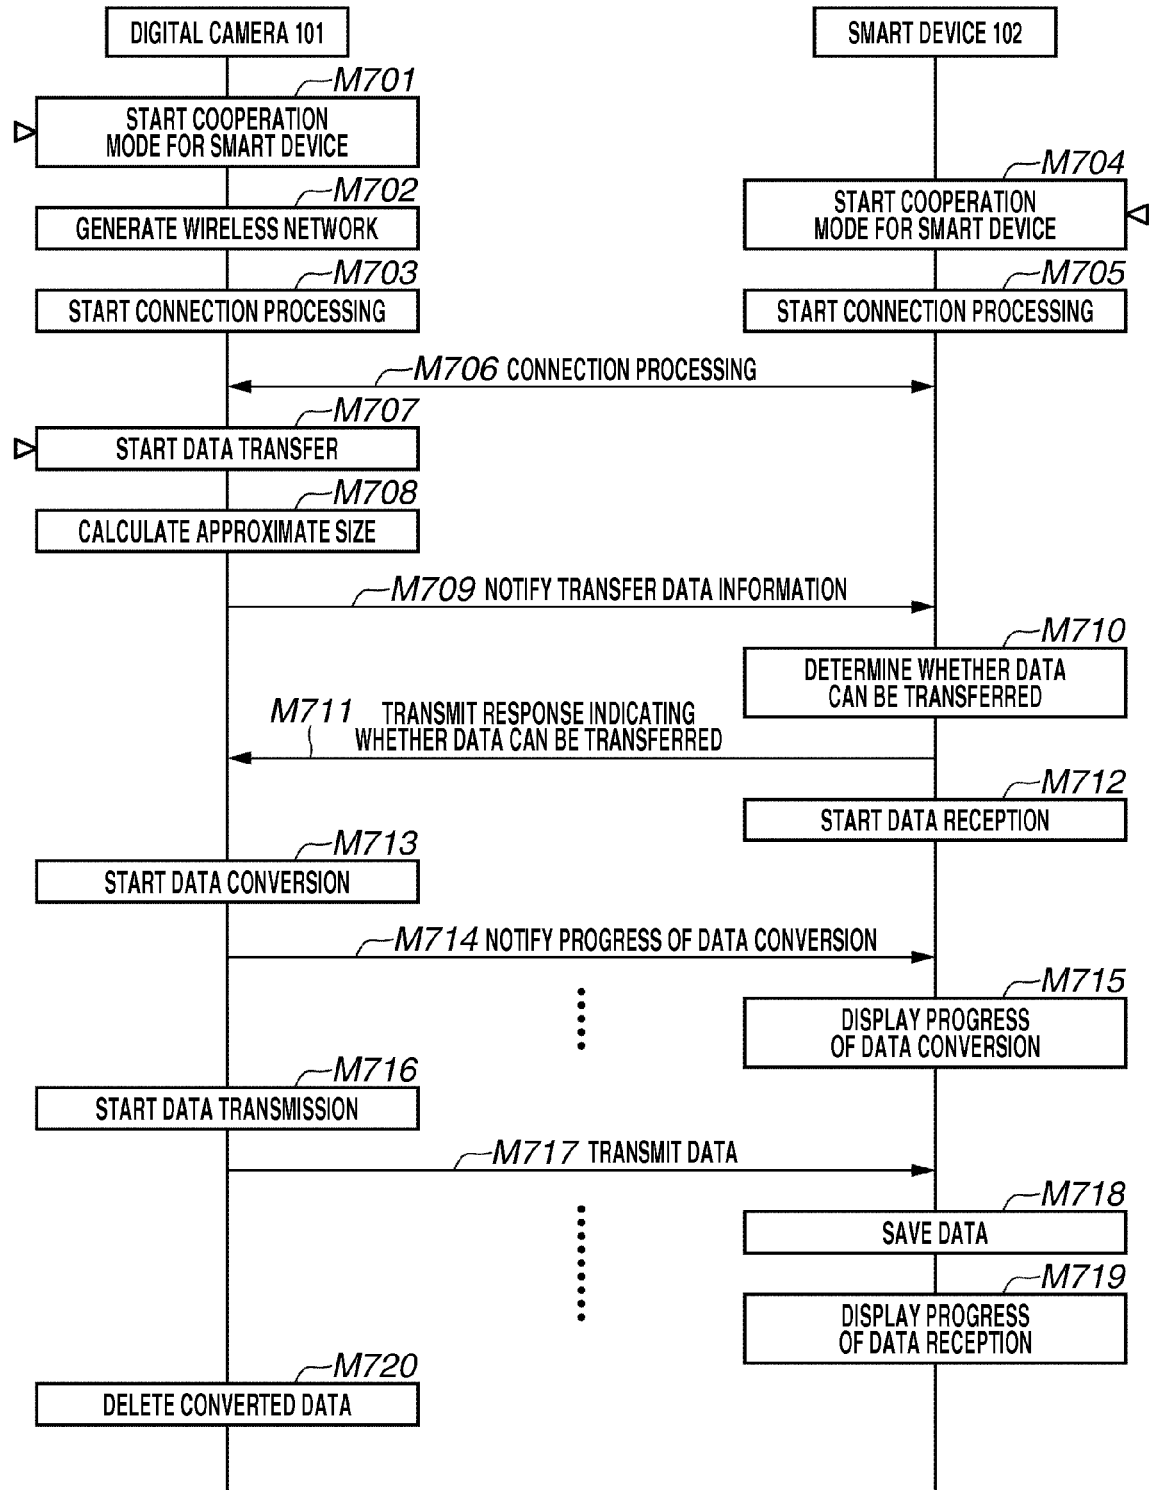 DIGITAL CAMERA 101
SMART DEVICE 102
M701
START COOPERATION
MODE FOR SMART DEVICE
M704
START COOPERATION
MODE FOR SMART DEVICE
M702
GENERATE WIRELESS NETWORK
M703
START CONNECTION PROCESSING
M705
START CONNECTION PROCESSING
M706 CONNECTION PROCESSING
M707
START DATA TRANSFER
M708
CALCULATE APPROXIMATE SIZE
M709 NOTIFY TRANSFER DATA INFORMATION
M710
DETERMINE WHETHER DATA
CAN BE TRANSFERRED
M711
TRANSMIT RESPONSE INDICATING
WHETHER DATA CAN BE TRANSFERRED
M712
START DATA RECEPTION
M713
START DATA CONVERSION
M714 NOTIFY PROGRESS OF DATA CONVERSION
M715
DISPLAY PROGRESS
OF DATA CONVERSION
M716
START DATA TRANSMISSION
M717 TRANSMIT DATA
M718
SAVE DATA
M719
DISPLAY PROGRESS
OF DATA RECEPTION
M720
DELETE CONVERTED DATA